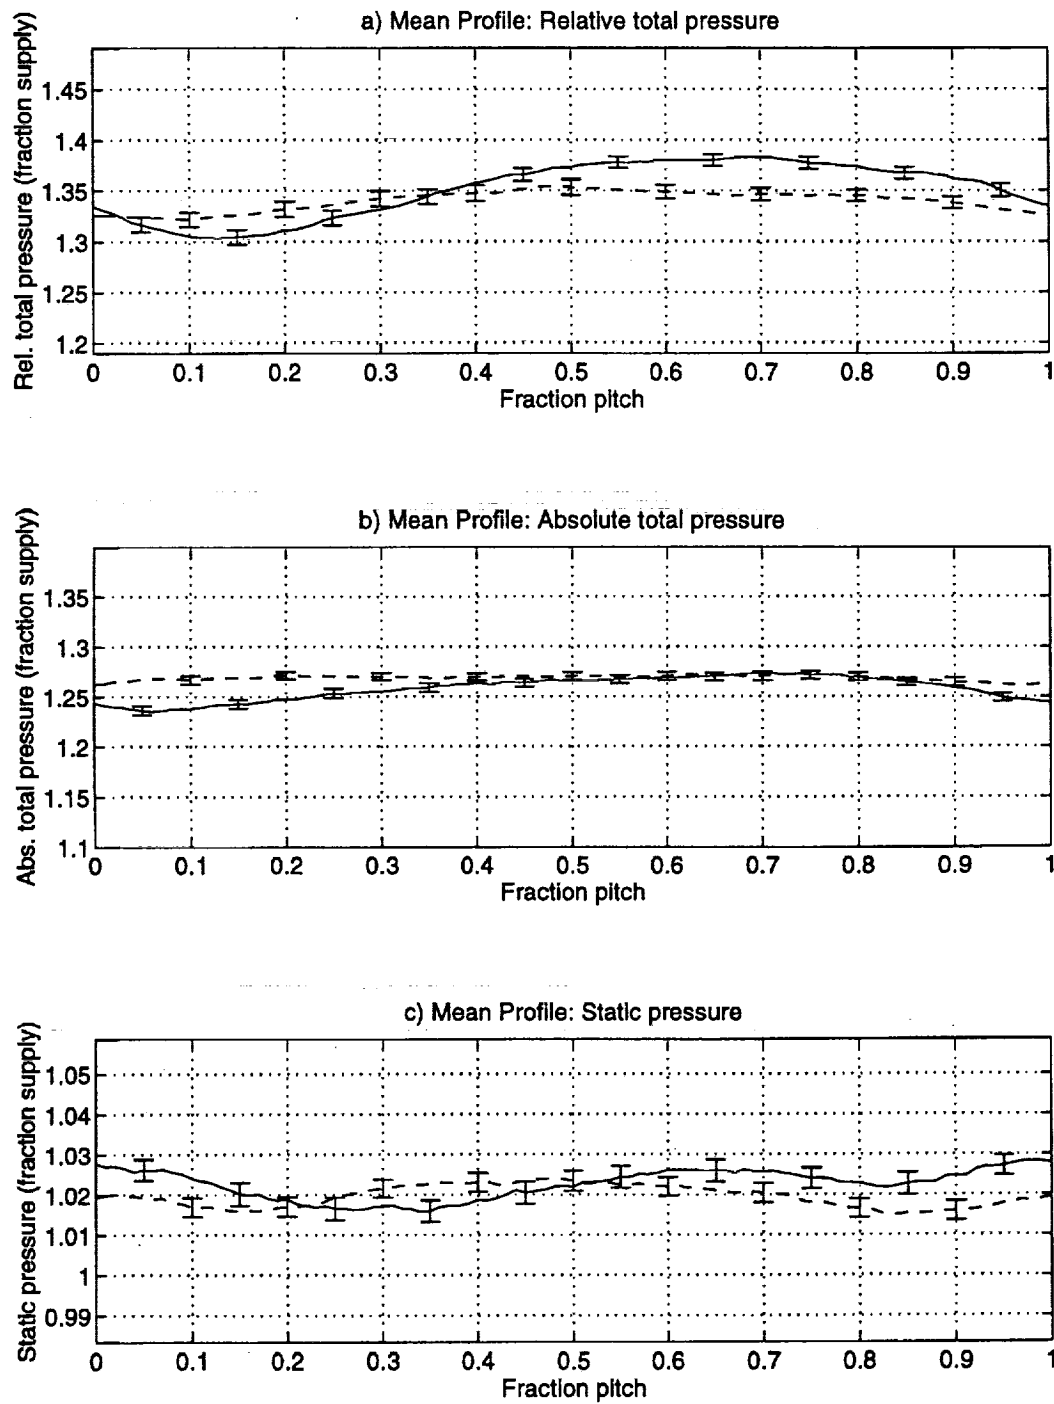 a) Mean Profile: Relative total pressure
Rel. total pressure (fraction supply)
1.45
1.4
1.35
1.3
1.25
1.2
0 0.1 0.2 0.3 0.4 0.5 0.6 0.7 0.8 0.9 1
Fraction pitch
b) Mean Profile: Absolute total pressure
Abs. total pressure (fraction supply)
1.35
1.3
1.25
1.2
1.15
1.1
0 0.1 0.2 0.3 0.4 0.5 0.6 0.7 0.8 0.9 1
Fraction pitch
c) Mean Profile: Static pressure
Static pressure (fraction supply)
1.05
1.04
1.03
1.02
1.01
1
0.99
0 0.1 0.2 0.3 0.4 0.5 0.6 0.7 0.8 0.9 1
Fraction pitch